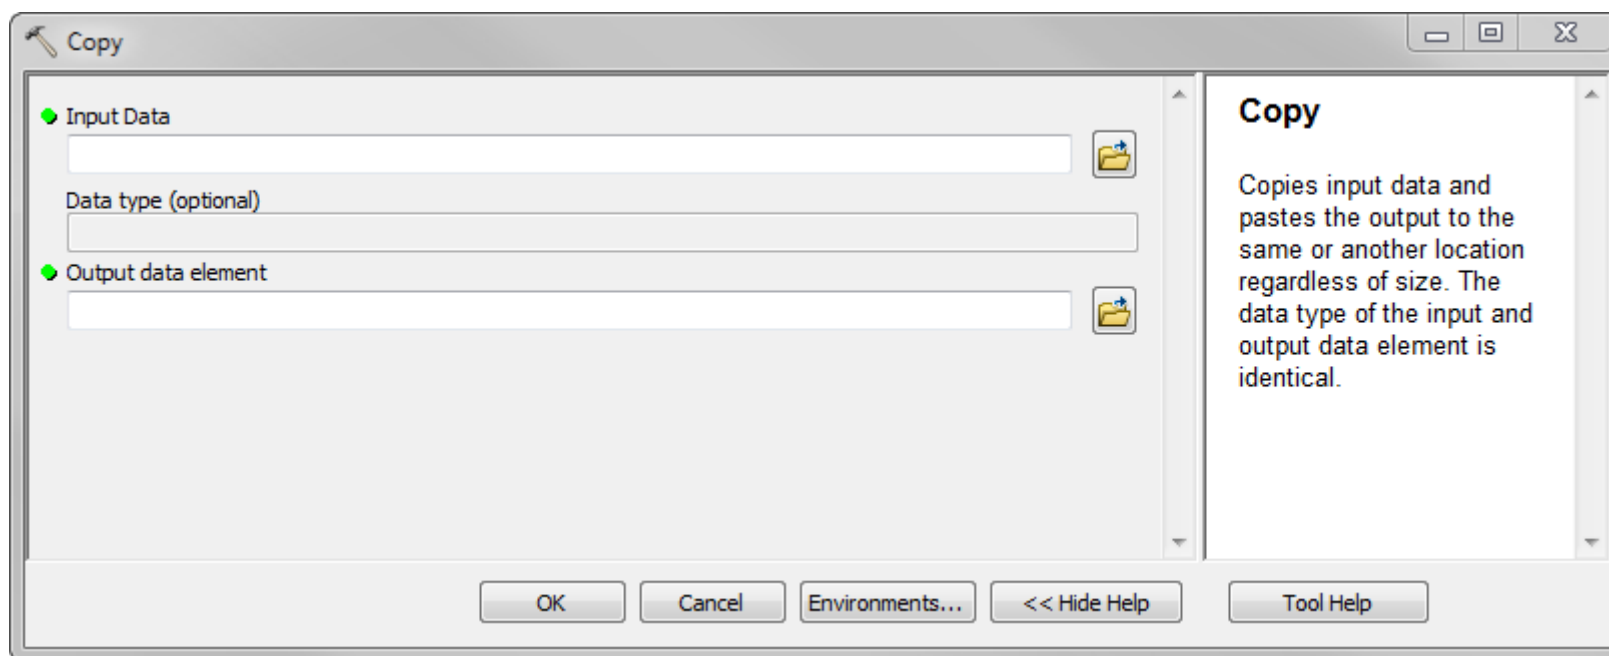 Copy
Input Data
Data type (optional)
Output data element
OK
Cancel
Environments...
<< Hide Help
Copy
Copies input data and
pastes the output to the
same or another location
regardless of size. The
data type of the input and
output data element is
identical.
Tool Help